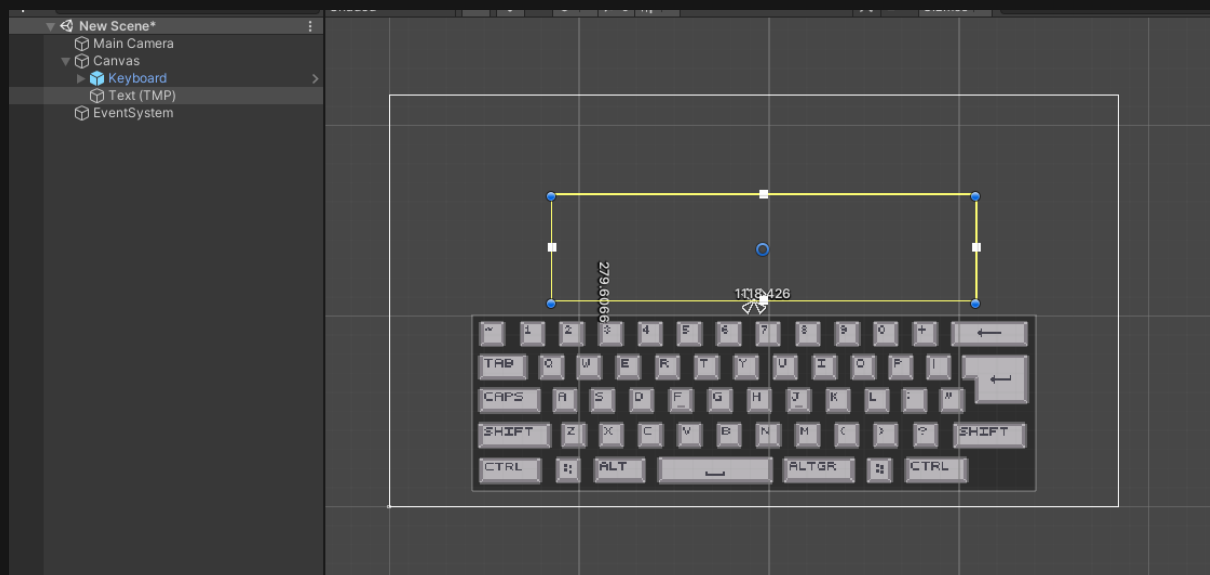 New Scene*
Main Camera
Canvas
Keyboard
Text (TMP)
EventSystem
279.6066
1118.426
~ 1 2 3 4 5 6 7 8 9 0 + ←
TAB Q W E R T Y U I O P |
CAPS A S D F G H J K L : "
SHIFT Z X C V B N M < > ? SHIFT
CTRL ALT ALTGR CTRL